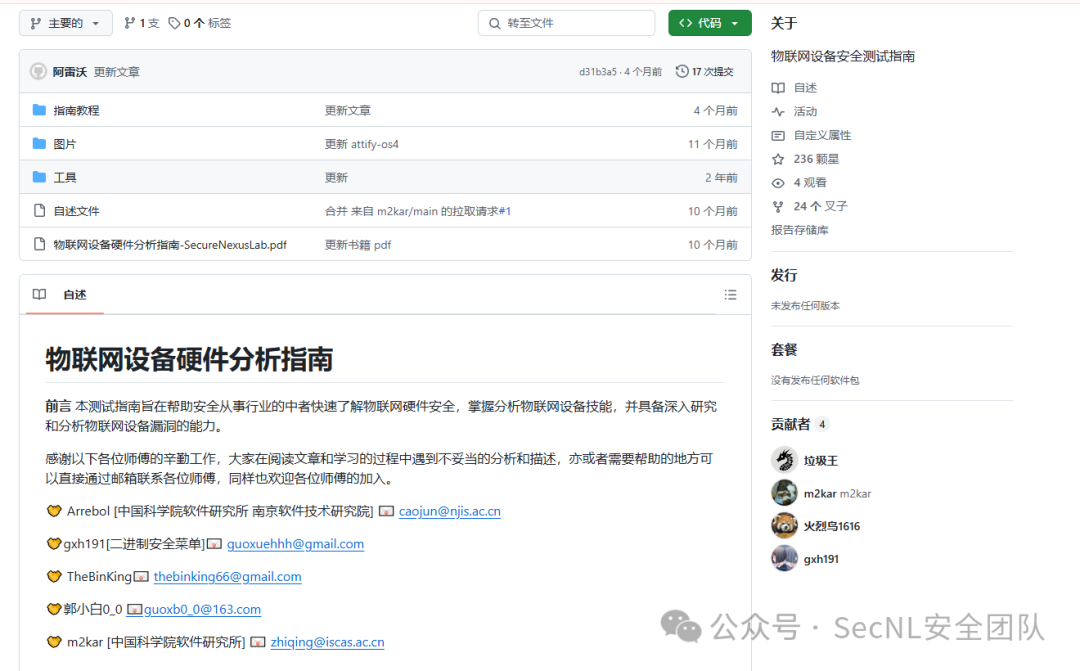 主要的
1 支
0 个 标签
转至文件
代码
阿雷沃 更新文章
d31b3a5 · 4 个月前
17 次提交
指南教程 更新文章 4 个月前
图片 更新 attify-os4 11 个月前
工具 更新 2 年前
自述文件 合并 来自 m2kar/main 的拉取请求#1 10 个月前
物联网设备硬件分析指南-SecureNexusLab.pdf 更新书籍 pdf 10 个月前
自述
物联网设备硬件分析指南
前言 本测试指南旨在帮助安全从事行业的中者快速了解物联网硬件安全，掌握分析物联网设备技能，并具备深入研究
和分析物联网设备漏洞的能力。
感谢以下各位师傅的辛勤工作，大家在阅读文章和学习的过程中遇到不妥当的分析和描述，亦或者需要帮助的地方可
以直接通过邮箱联系各位师傅，同样也欢迎各位师傅的加入。
Arrebol [中国科学院软件研究所 南京软件技术研究院] caojun@njis.ac.cn
gxh191[二进制安全菜单] guoxuehhh@gmail.com
TheBinKing thebinking66@gmail.com
郭小白0_0 guoxb0_0@163.com
m2kar [中国科学院软件研究所] zhiqing@iscas.ac.cn
关于
物联网设备安全测试指南
自述
活动
自定义属性
236 颗星
4 观看
24 个 叉子
报告存储库
发行
未发布任何版本
套餐
没有发布任何软件包
贡献者 4
垃圾王
m2kar m2kar
火烈鸟1616
gxh191
公众号 · SecNL安全团队